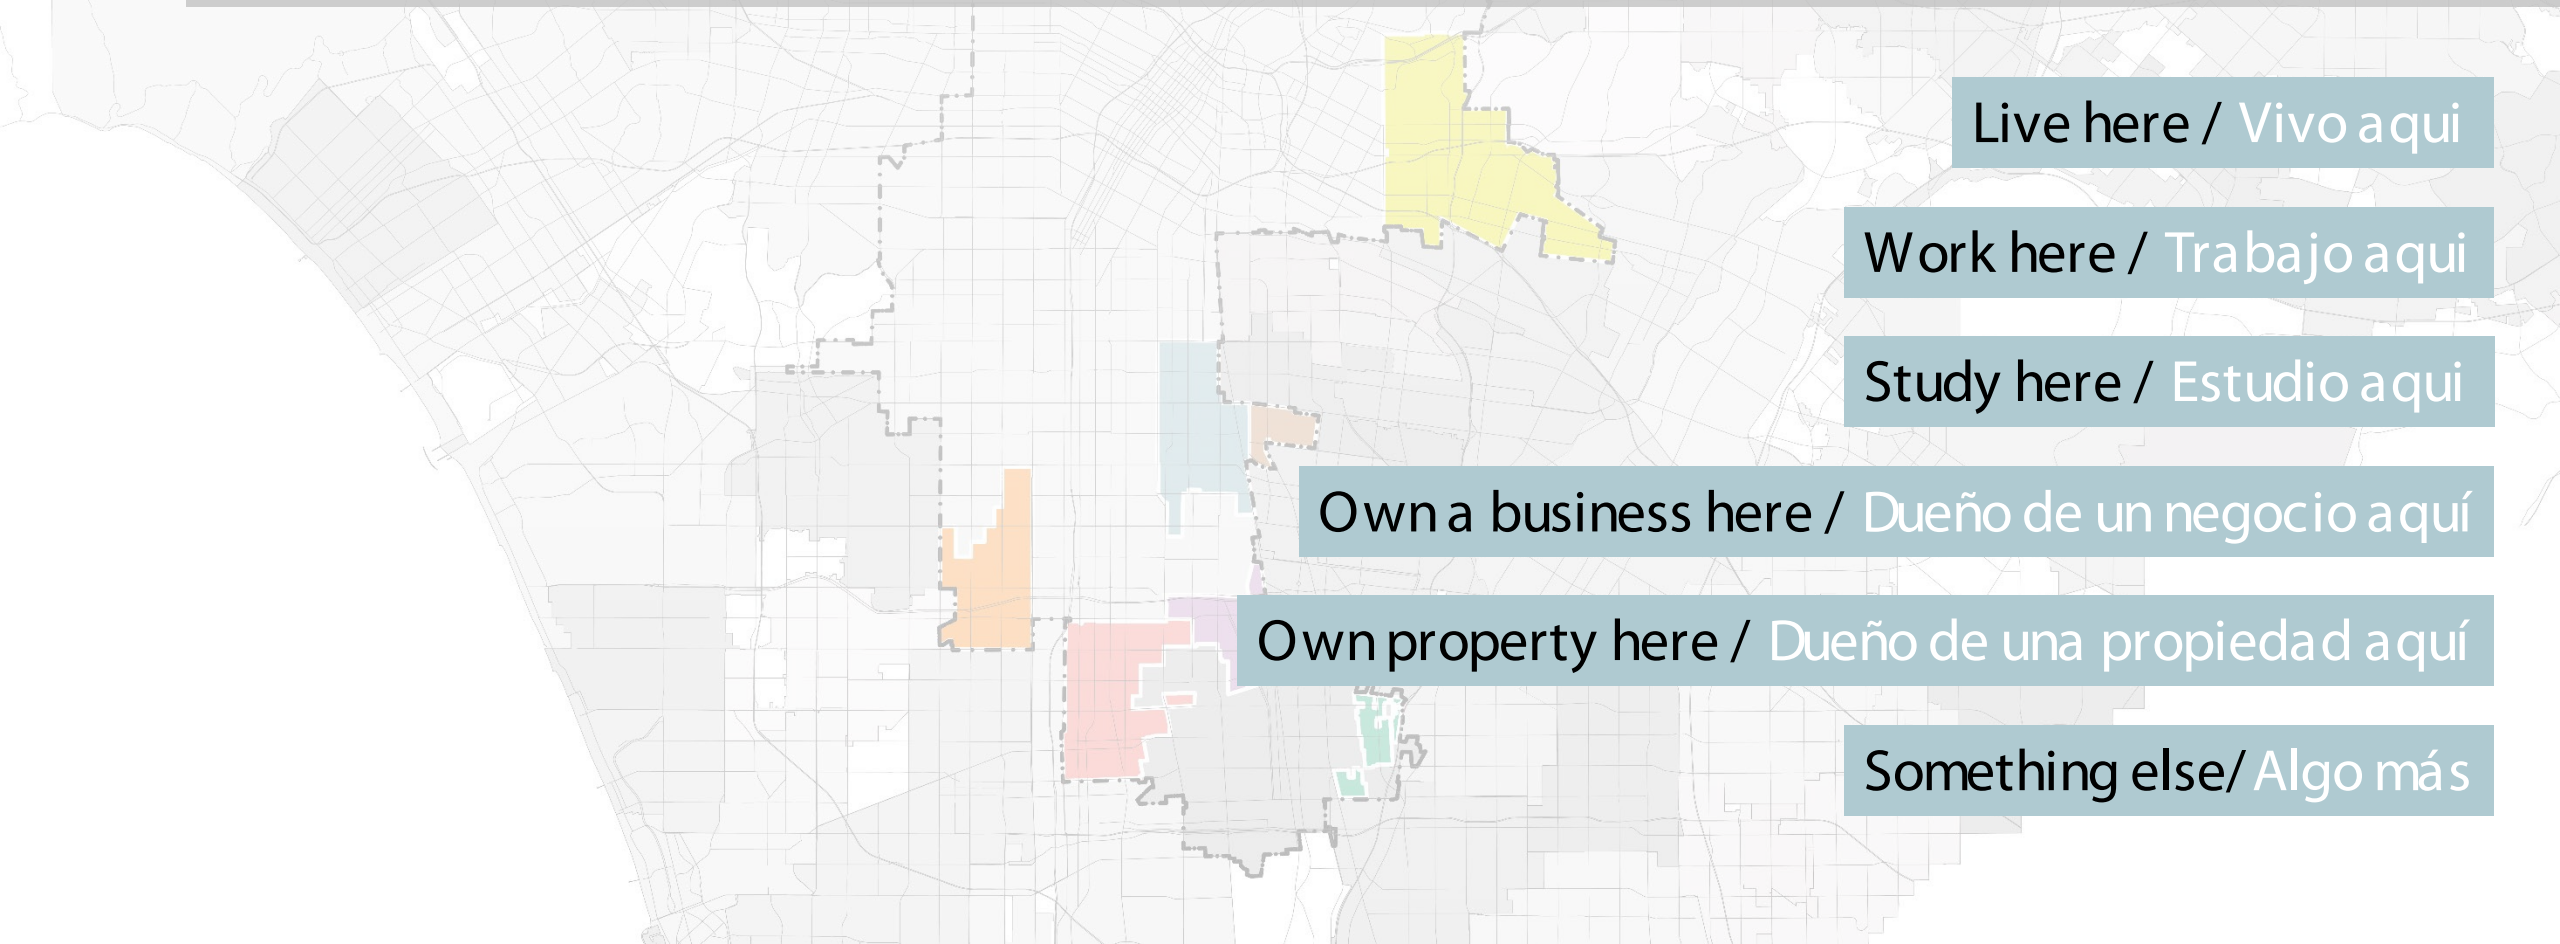 Live here / Vivo aqui
Work here / Trabajo aqui
Study here / Estudio aqui
Own a business here / Dueño de un negocio aquí
Own property here / Dueño de una propiedad aquí
Something else/ Algo más